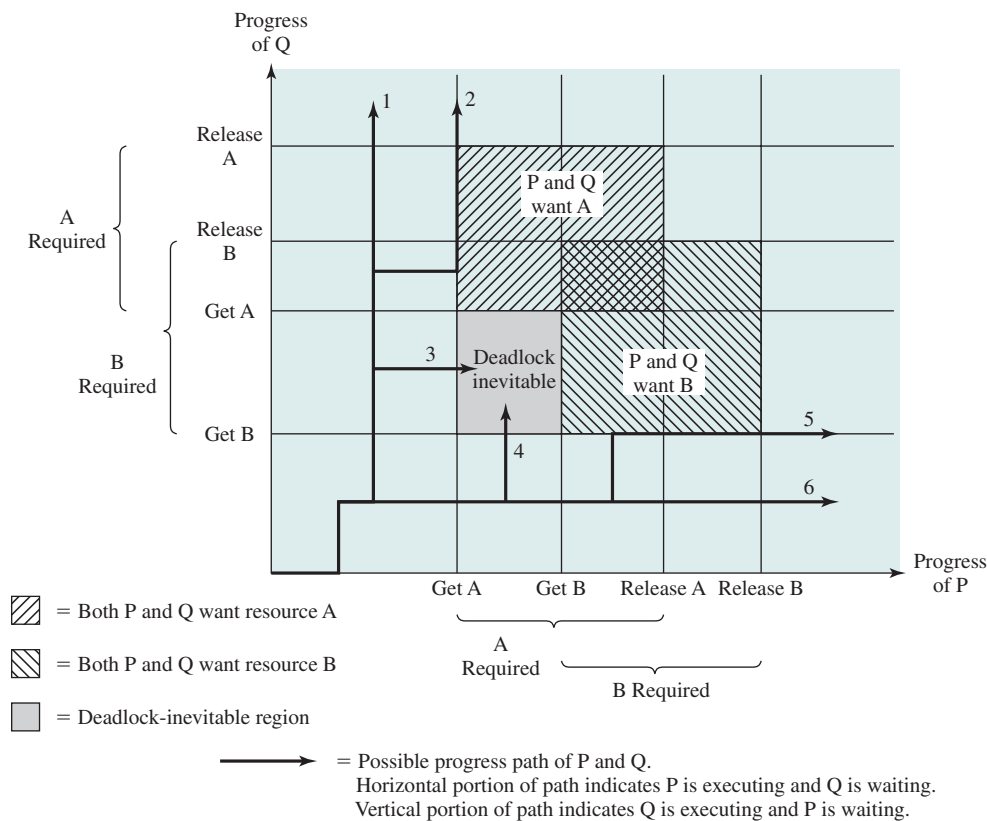 Progress
of Q
1
2
Release
A
P and Q
want A
A
Required
Release
B
Get A
3
Deadlock
inevitable
P and Q
want B
B
Required
Get B
4
5
6
Progress
of P
Get A
Get B
Release A
Release B
A
Required
B Required
= Both P and Q want resource A
= Both P and Q want resource B
= Deadlock-inevitable region
= Possible progress path of P and Q.
Horizontal portion of path indicates P is executing and Q is waiting.
Vertical portion of path indicates Q is executing and P is waiting.